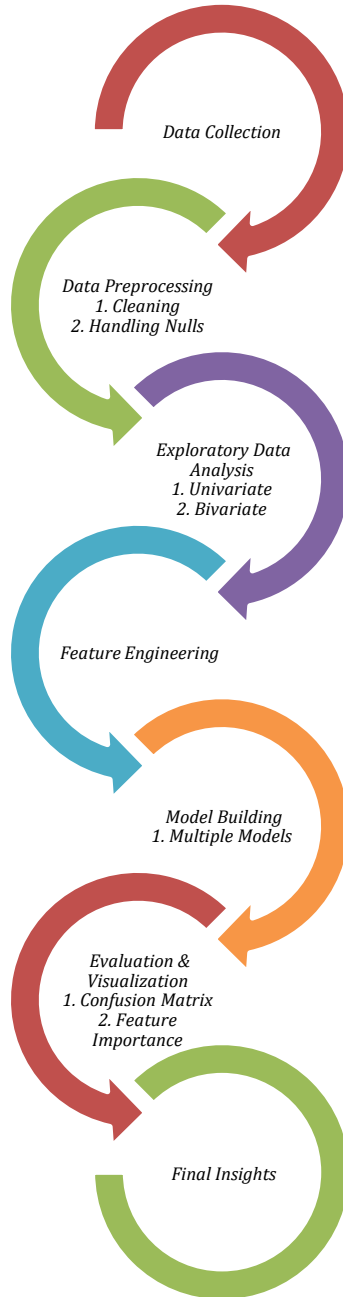 Data Collection
Data Preprocessing
1. Cleaning
2. Handling Nulls
Exploratory Data
Analysis
1. Univariate
2. Bivariate
Feature Engineering
Model Building
1. Multiple Models
Evaluation &
Visualization
1. Confusion Matrix
2. Feature
Importance
Final Insights